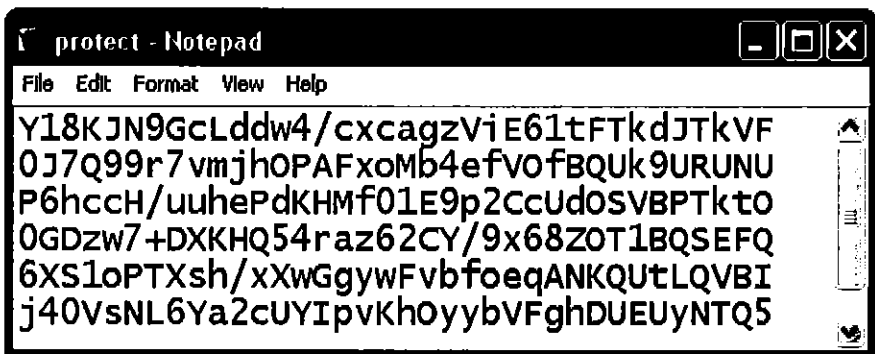 protect - Notepad
File Edit Format View Help
Y18KJN9GcLddw4/cxcagzViE61tFTkdJTkVF
0J7Q99r7vmjhOPAFxoMb4efVOfBQUk9URUNU
P6hccH/uuhePdKHMf01E9p2CcUdOSVBPTktO
0GDzw7+DXKHQ54raz62CY/9x68ZOT1BQSEFQ
6XS1oPTXsh/xXwGgywFvbfoeqANKQUtLQVBI
j40VsNL6Ya2cUYIpvKhOyybVFghDUEUyNTQ5